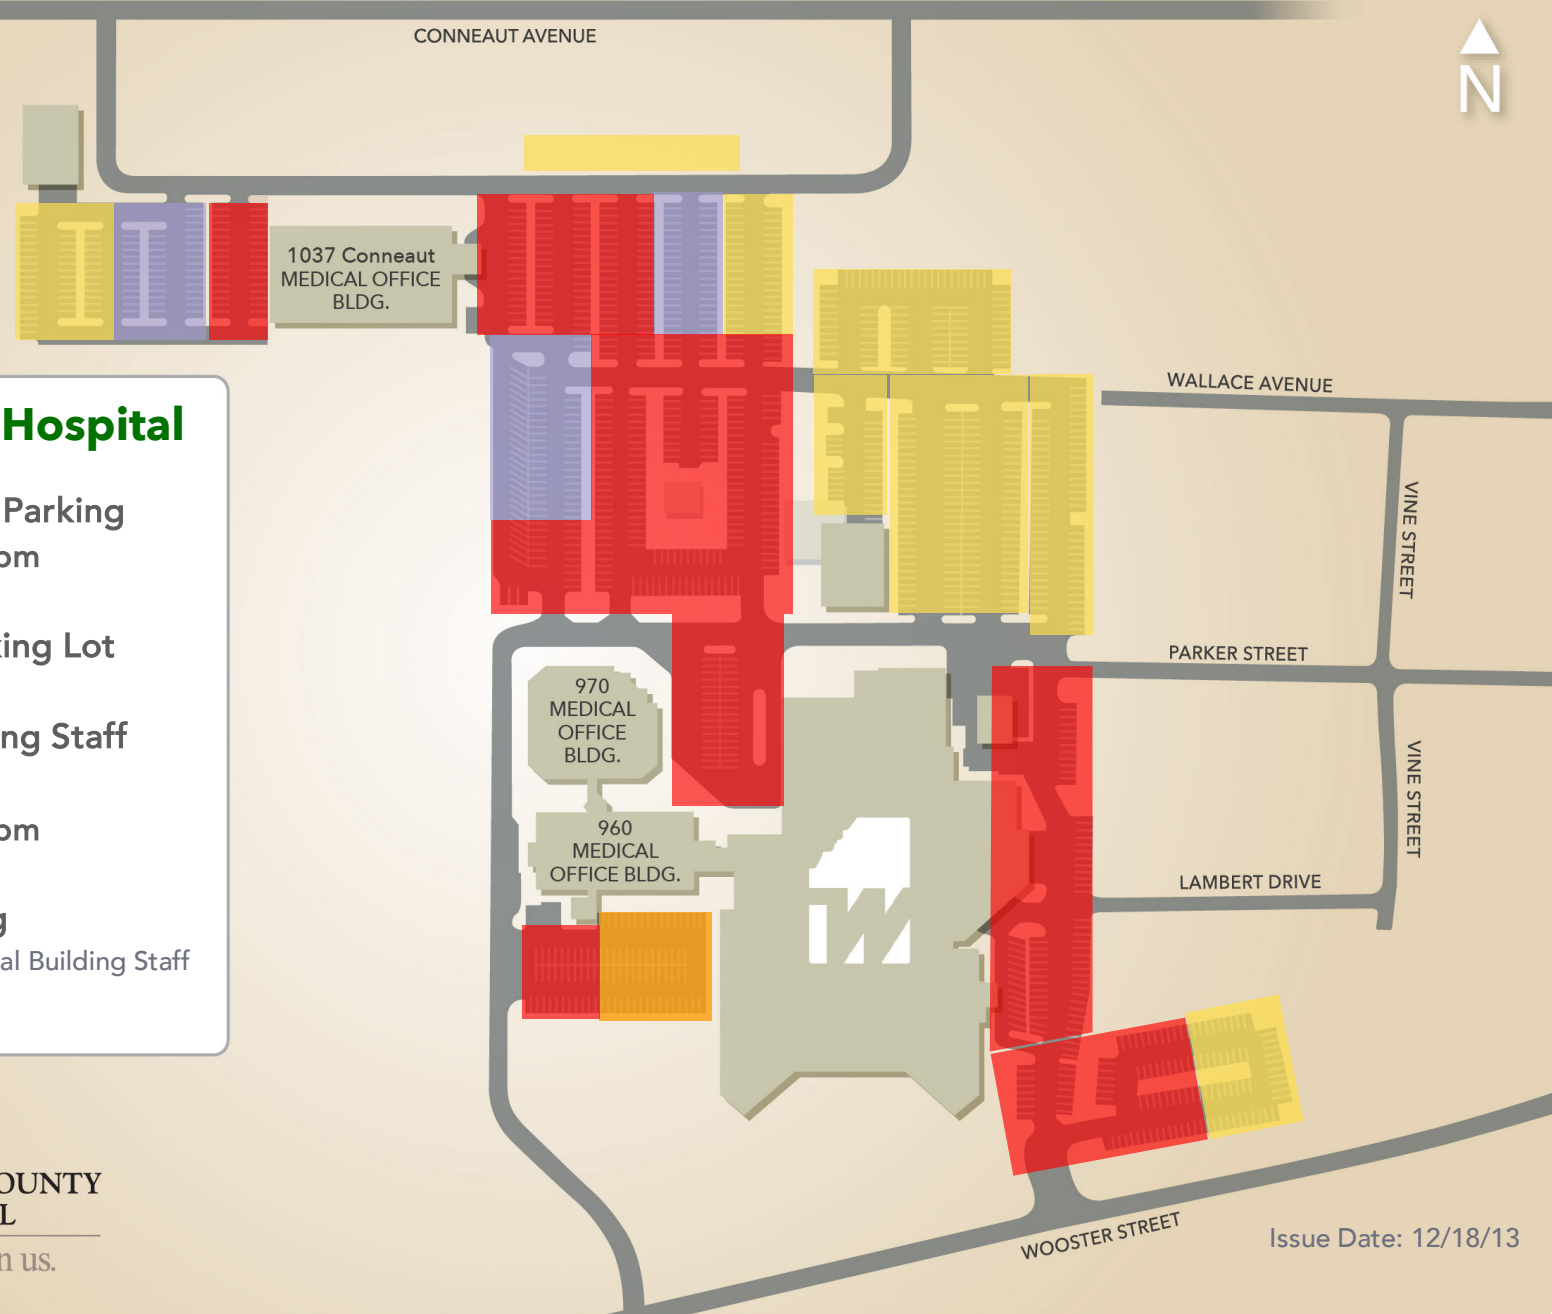 CONNEAUT AVENUE
N
1037 Conneaut
MEDICAL OFFICE
BLDG.
WALLACE AVENUE
Hospital
Parking
om
VINE STREET
ing Lot
PARKER STREET
970
MEDICAL
OFFICE
BLDG.
ng Staff
VINE STREET
om
960
MEDICAL
OFFICE BLDG.
LAMBERT DRIVE
g
al Building Staff
OUNTY
L
n us.
WOOSTER STREET
Issue Date: 12/18/13